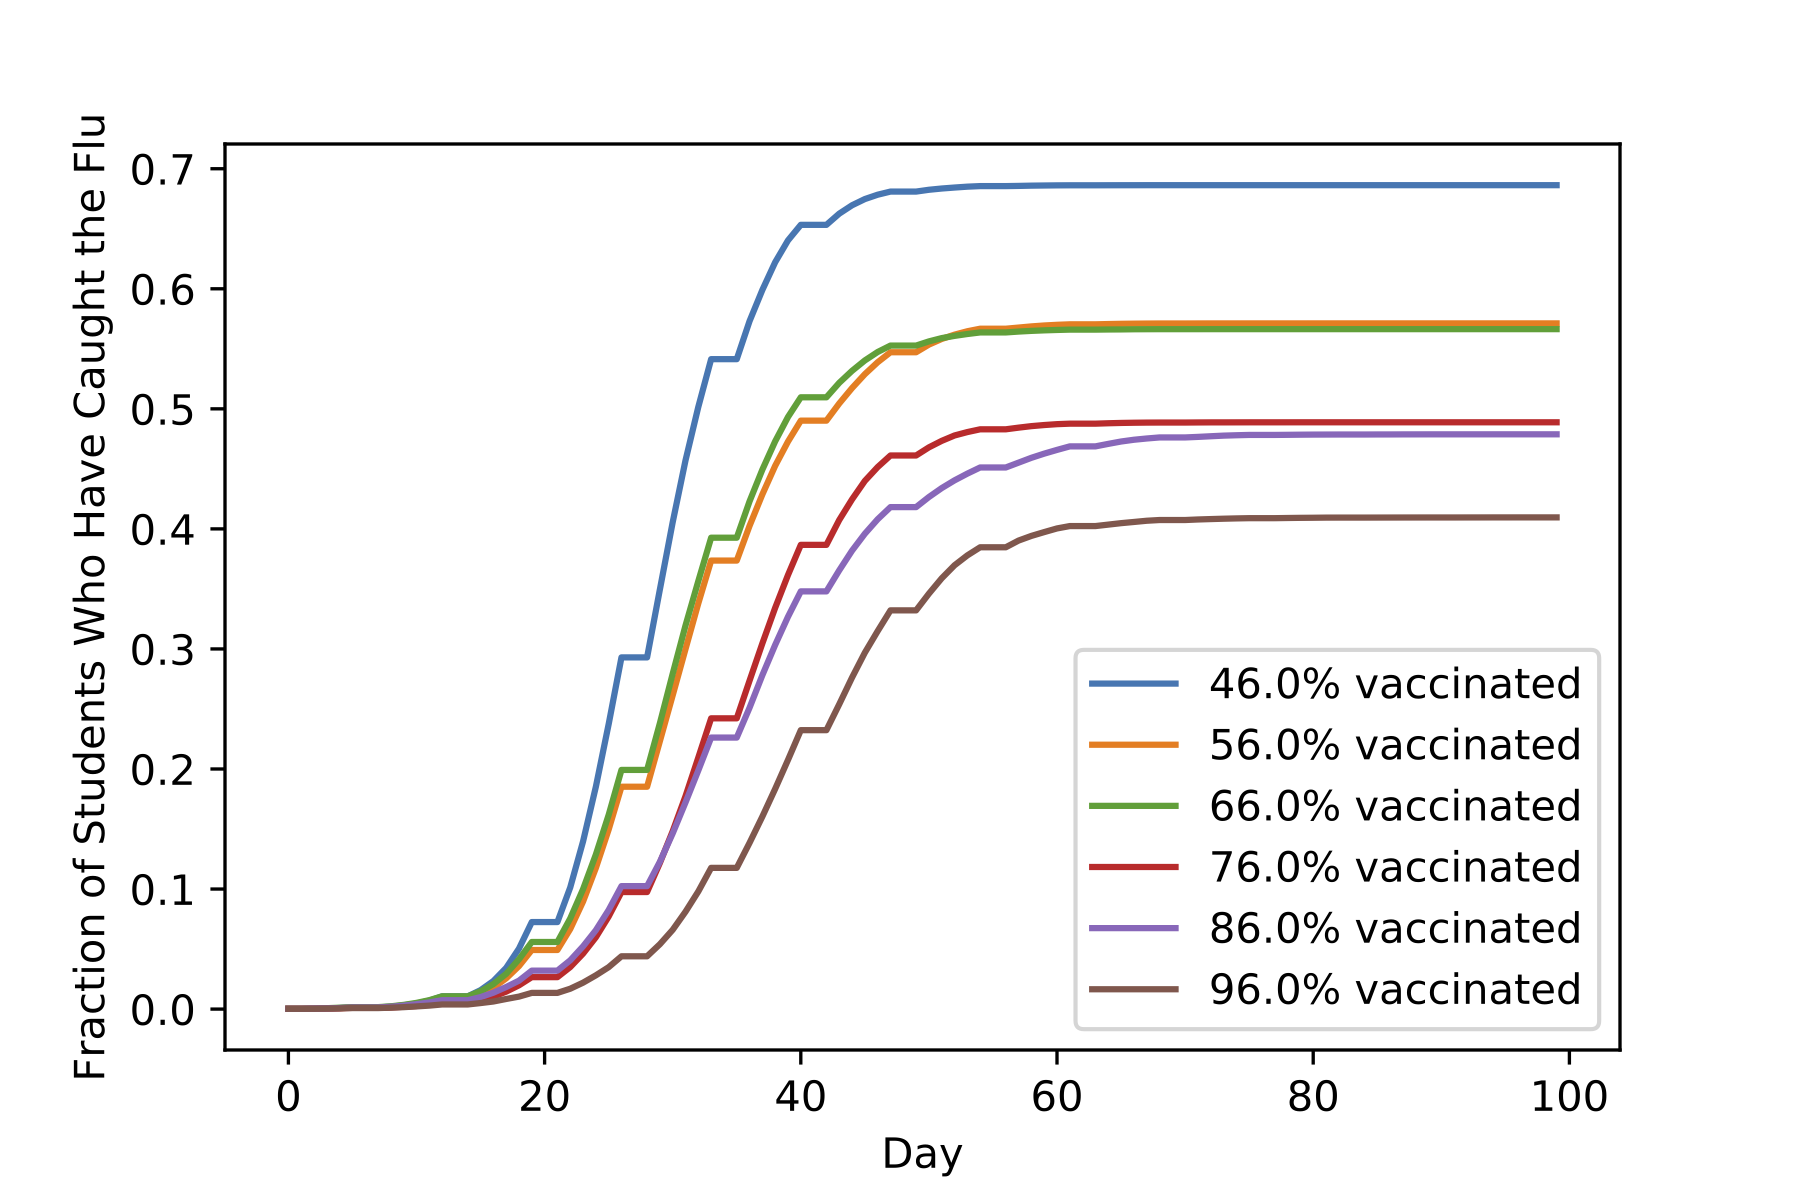 Fraction of Students Who Have Caught the Flu
0.7
0.6
0.5
0.4
0.3
0.2
0.1
0.0
46.0% vaccinated
56.0% vaccinated
66.0% vaccinated
76.0% vaccinated
86.0% vaccinated
96.0% vaccinated
0 20 40 60 80 100
Day